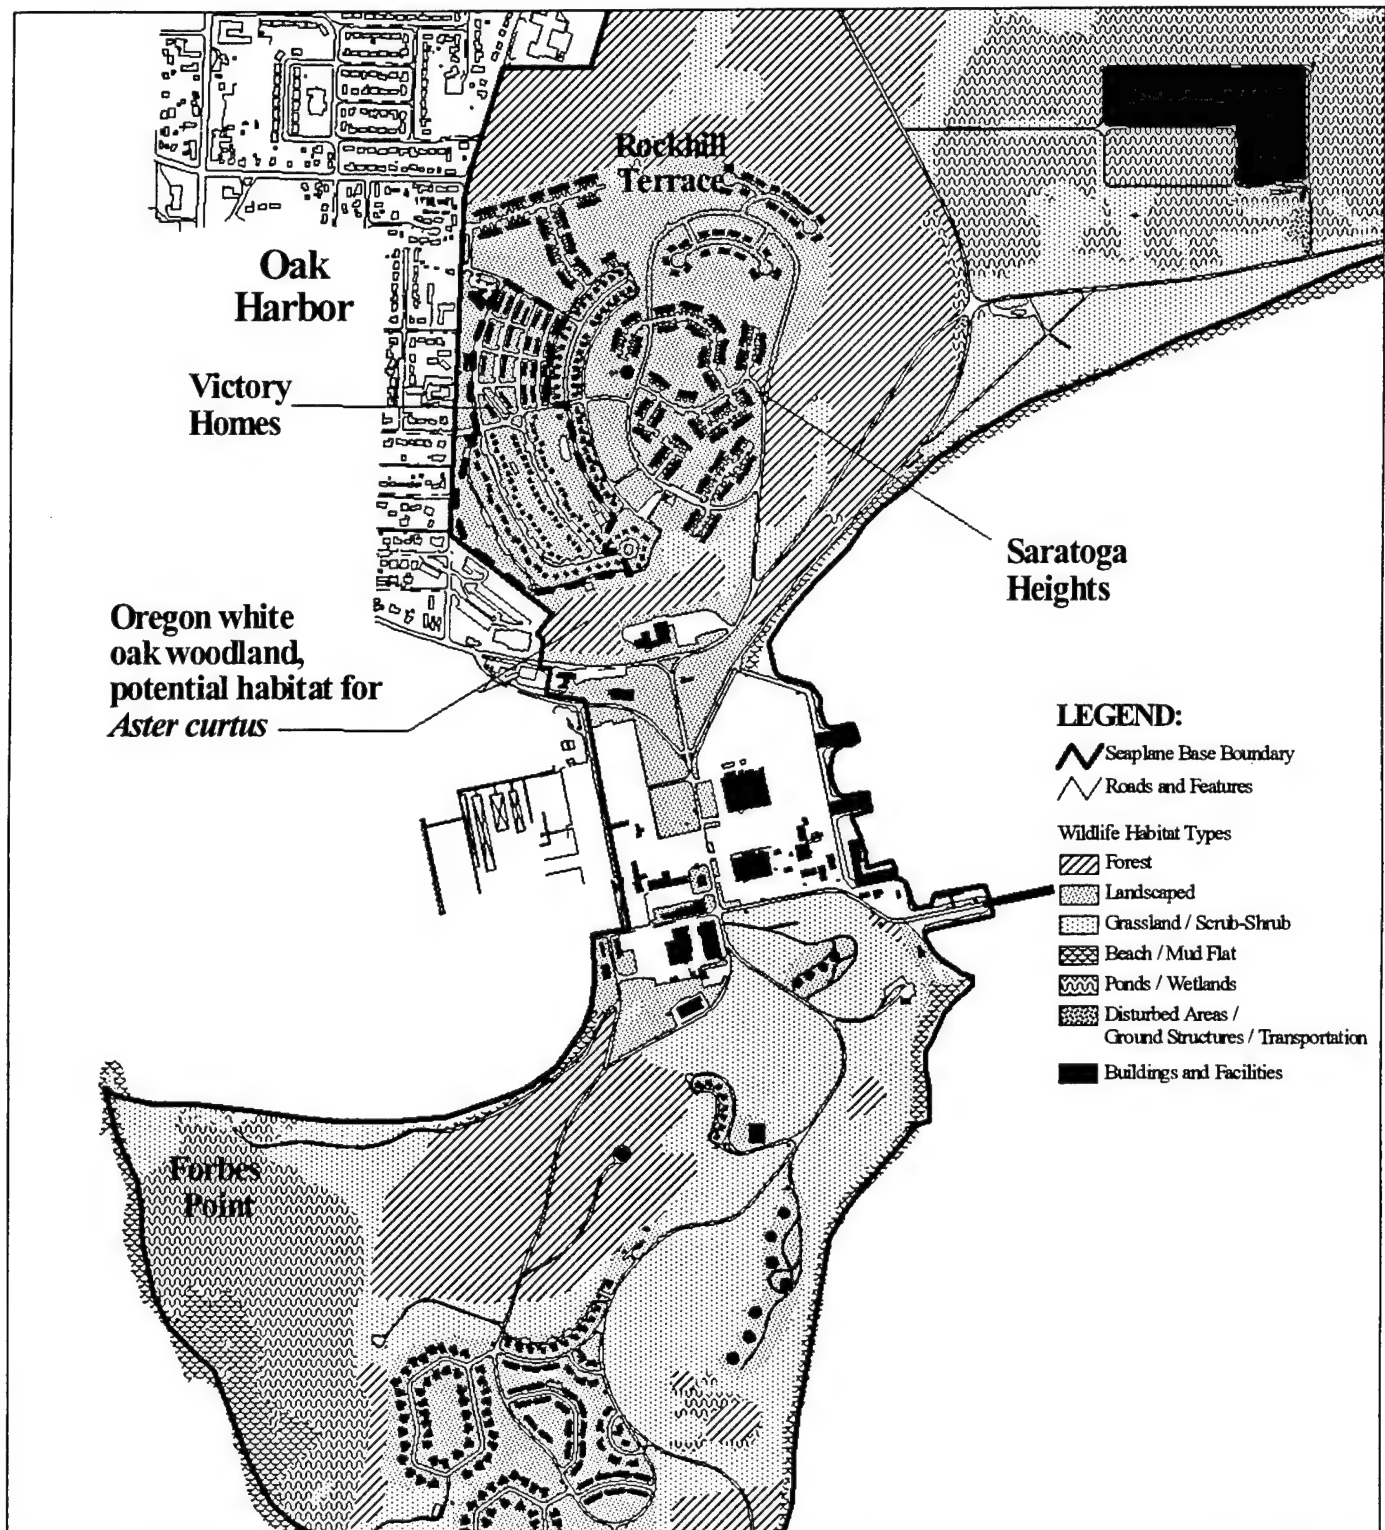 Rockhill
Terrace
Oak
Harbor
Victory
Homes
Saratoga
Heights
Oregon white
oak woodland,
potential habitat for
Aster curtus
LEGEND:
Seaplane Base Boundary
Roads and Features
Wildlife Habitat Types
Forest
Landscaped
Grassland / Scrub-Shrub
Beach / Mud Flat
Ponds / Wetlands
Disturbed Areas /
Ground Structures / Transportation
Buildings and Facilities
Forbes
Point